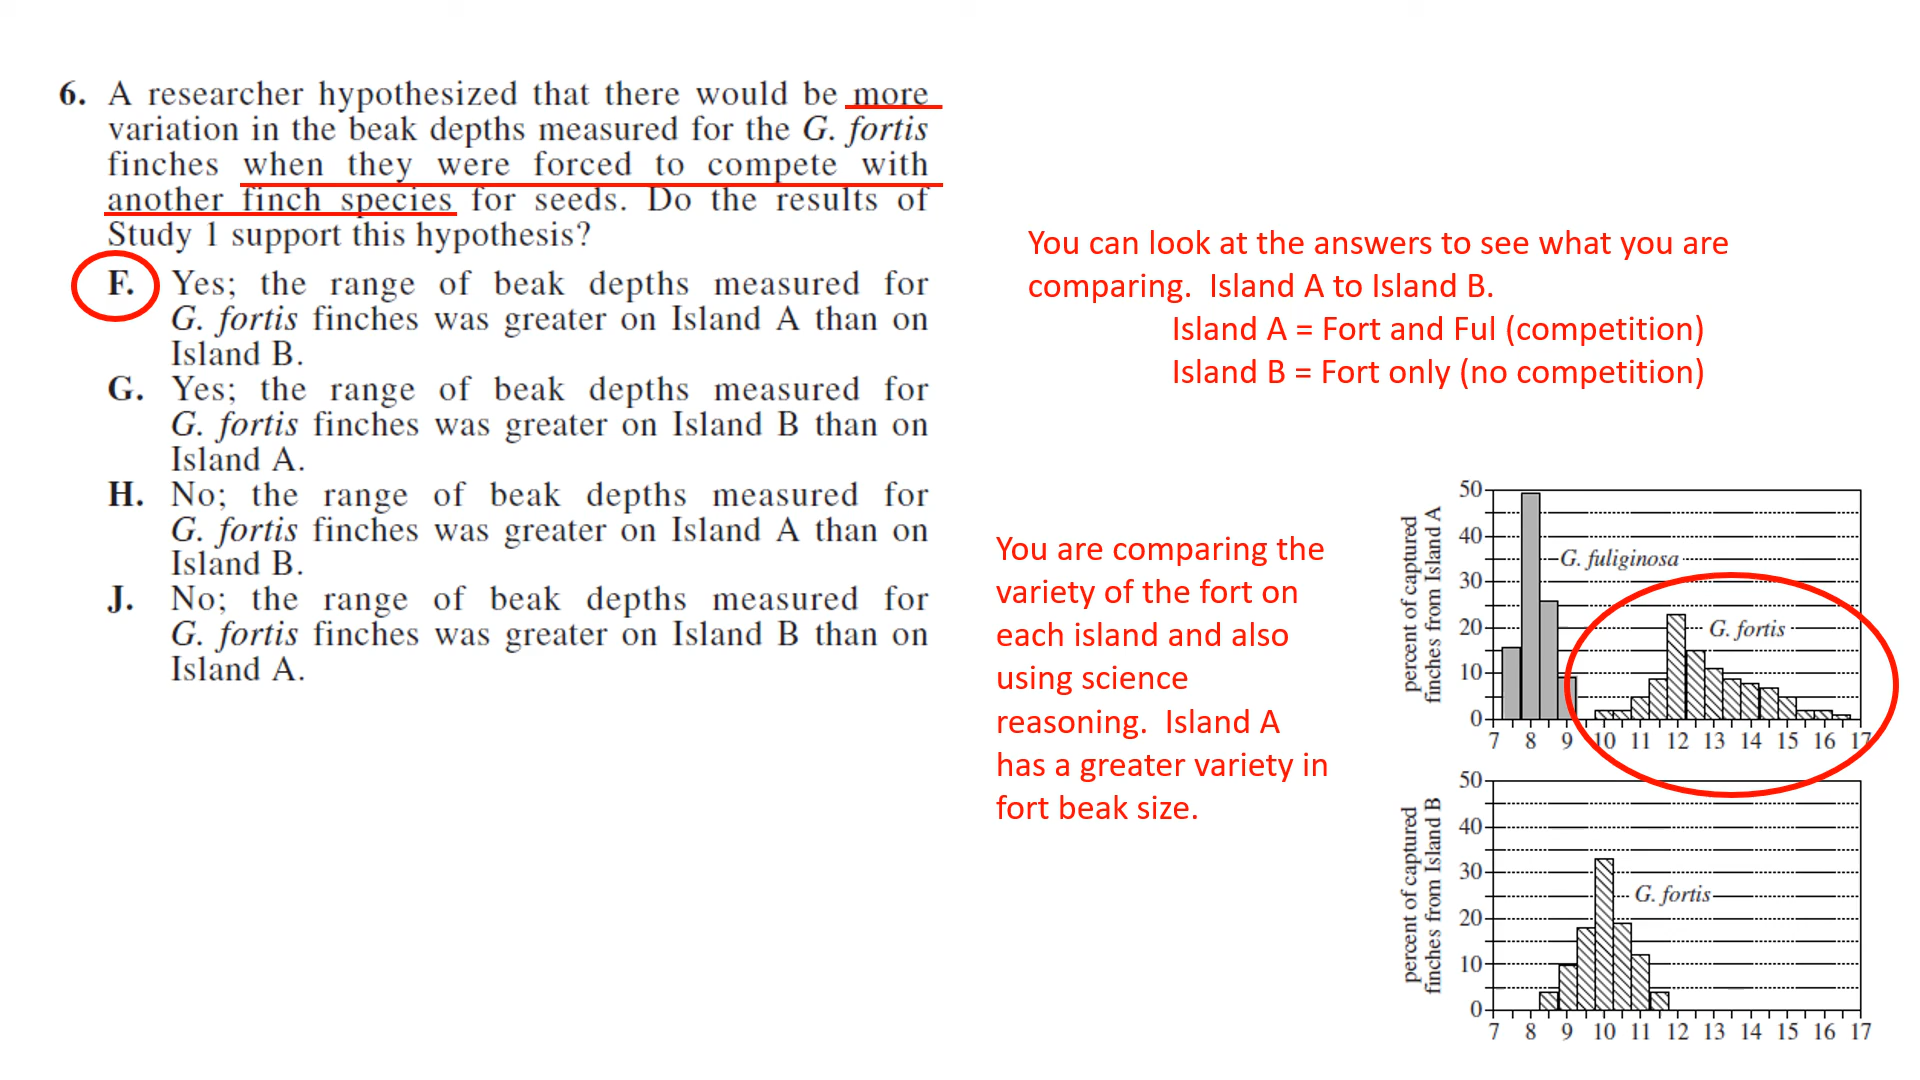 6. A researcher hypothesized that there would be more
variation in the beak depths measured for the G. fortis
finches when they were forced to compete with
another finch species for seeds. Do the results of
Study 1 support this hypothesis?
F. Yes; the range of beak depths measured for
G. fortis finches was greater on Island A than on
Island B.
G. Yes; the range of beak depths measured for
G. fortis finches was greater on Island B than on
Island A.
H. No; the range of beak depths measured for
G. fortis finches was greater on Island A than on
Island B.
J. No; the range of beak depths measured for
G. fortis finches was greater on Island B than on
Island A.
You can look at the answers to see what you are
comparing. Island A to Island B.
Island A = Fort and Ful (competition)
Island B = Fort only (no competition)
You are comparing the
variety of the fort on
each island and also
using science
reasoning. Island A
has a greater variety in
fort beak size.
percent of captured
finches from Island A
50
40
30
20
10
0
G. fuliginosa
G. fortis
7 8 9 10 11 12 13 14 15 16 17
percent of captured
finches from Island B
50
40
30
20
10
0
G. fortis
7 8 9 10 11 12 13 14 15 16 17